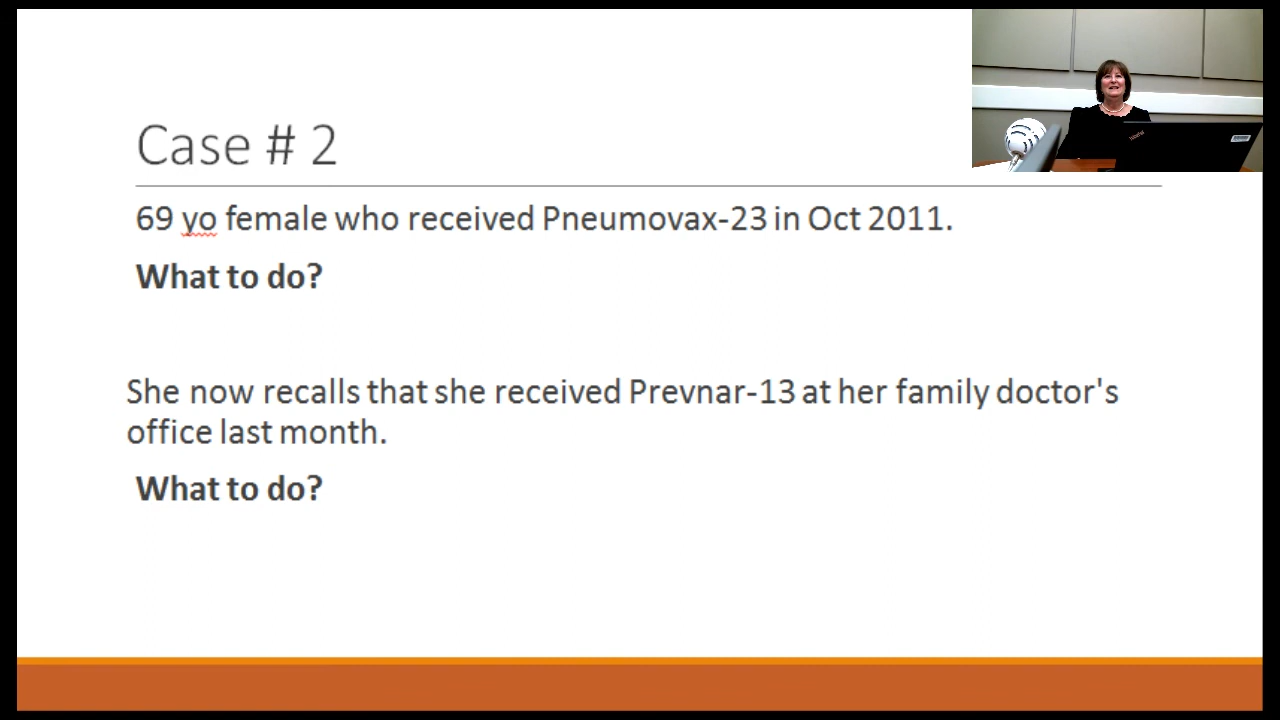 Case # 2
69 yo female who received Pneumovax-23 in Oct 2011.
What to do?
She now recalls that she received Prevnar-13 at her family doctor's
office last month.
What to do?